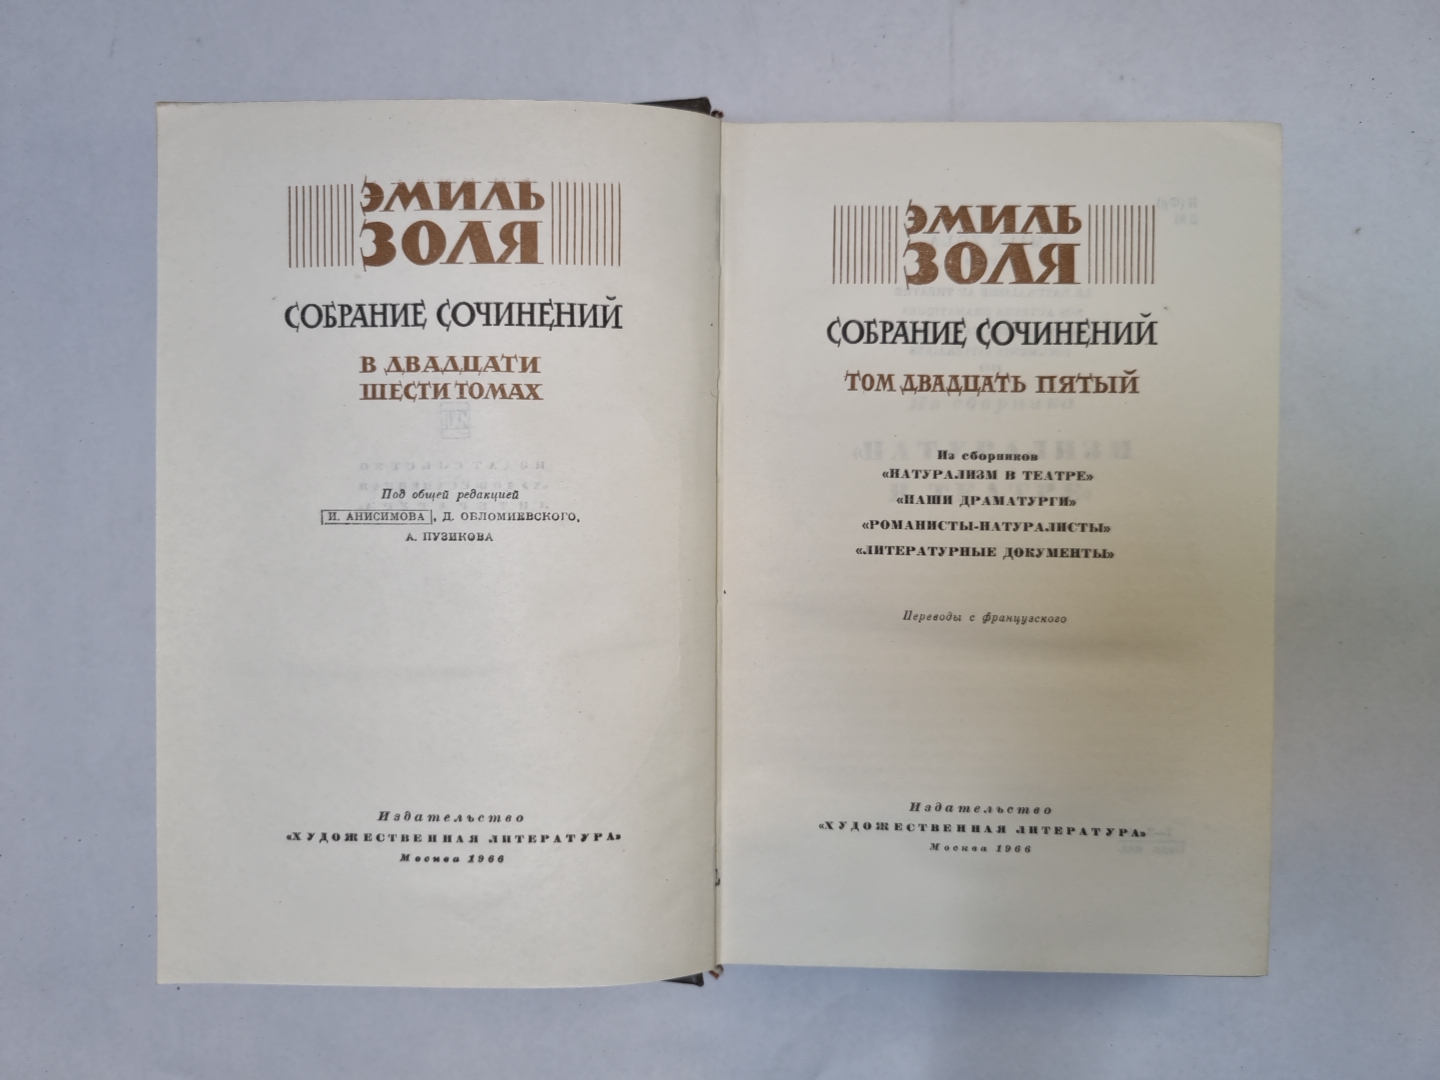 ЭМИЛЬ
ЗОЛЯ
СОБРАНИЕ СОЧИНЕНИЙ
В ДВАДЦАТИ
ШЕСТИ ТОМАХ
Под общей редакцией
И. АНИСИМОВА, Д. ОБЛОМИЕВСКОГО,
А. ПУЗИКОВА
Издательство
«ХУДОЖЕСТВЕННАЯ ЛИТЕРАТУРА»
Москва 1966
ЭМИЛЬ
ЗОЛЯ
СОБРАНИЕ СОЧИНЕНИЙ
ТОМ ДВАДЦАТЬ ПЯТЫЙ
Из сборников
«НАТУРАЛИЗМ В ТЕАТРЕ»
«НАШИ ДРАМАТУРГИ»
«РОМАНИСТЫ-НАТУРАЛИСТЫ»
«ЛИТЕРАТУРНЫЕ ДОКУМЕНТЫ»
Переводы с французского
Издательство
«ХУДОЖЕСТВЕННАЯ ЛИТЕРАТУРА»
Москва 1966